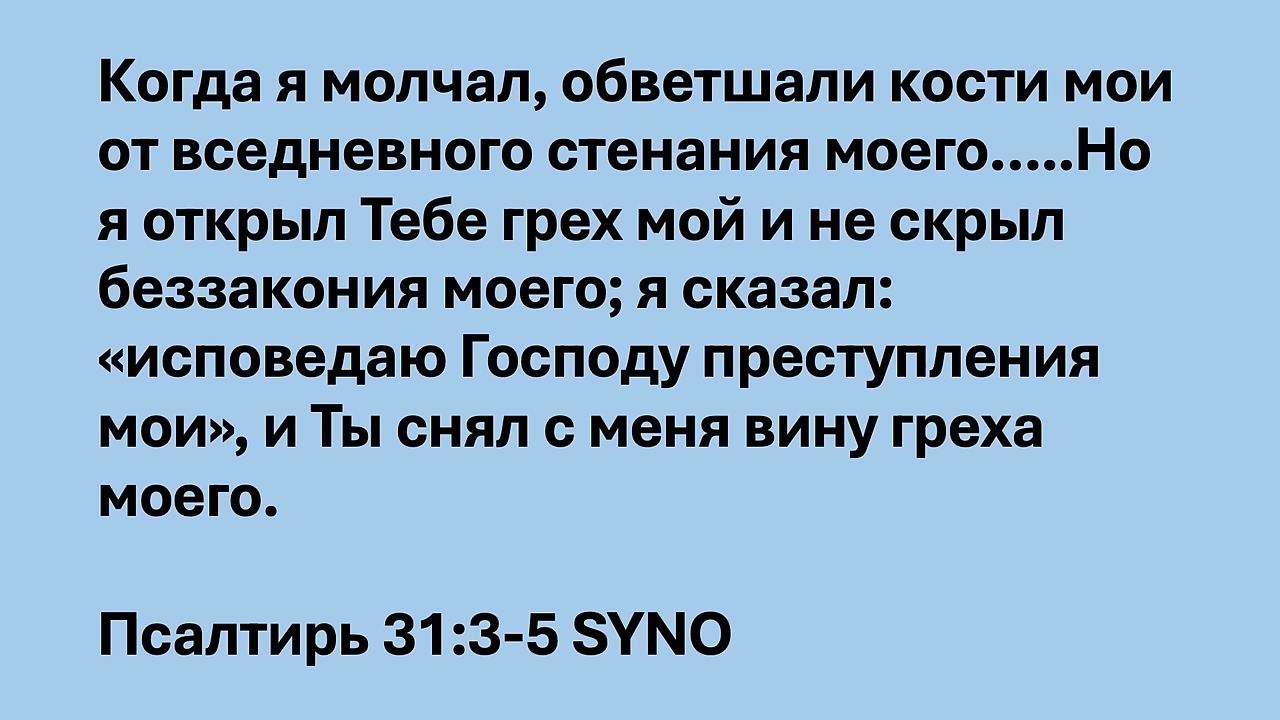 Когда я молчал, обветшали кости мои
от вседневного стенания моего.....Но
я открыл Тебе грех мой и не скрыл
беззакония моего; я сказал:
«исповедаю Господу преступления
мои», и Ты снял с меня вину греха
моего.
Псалтирь 31:3-5 SYNO